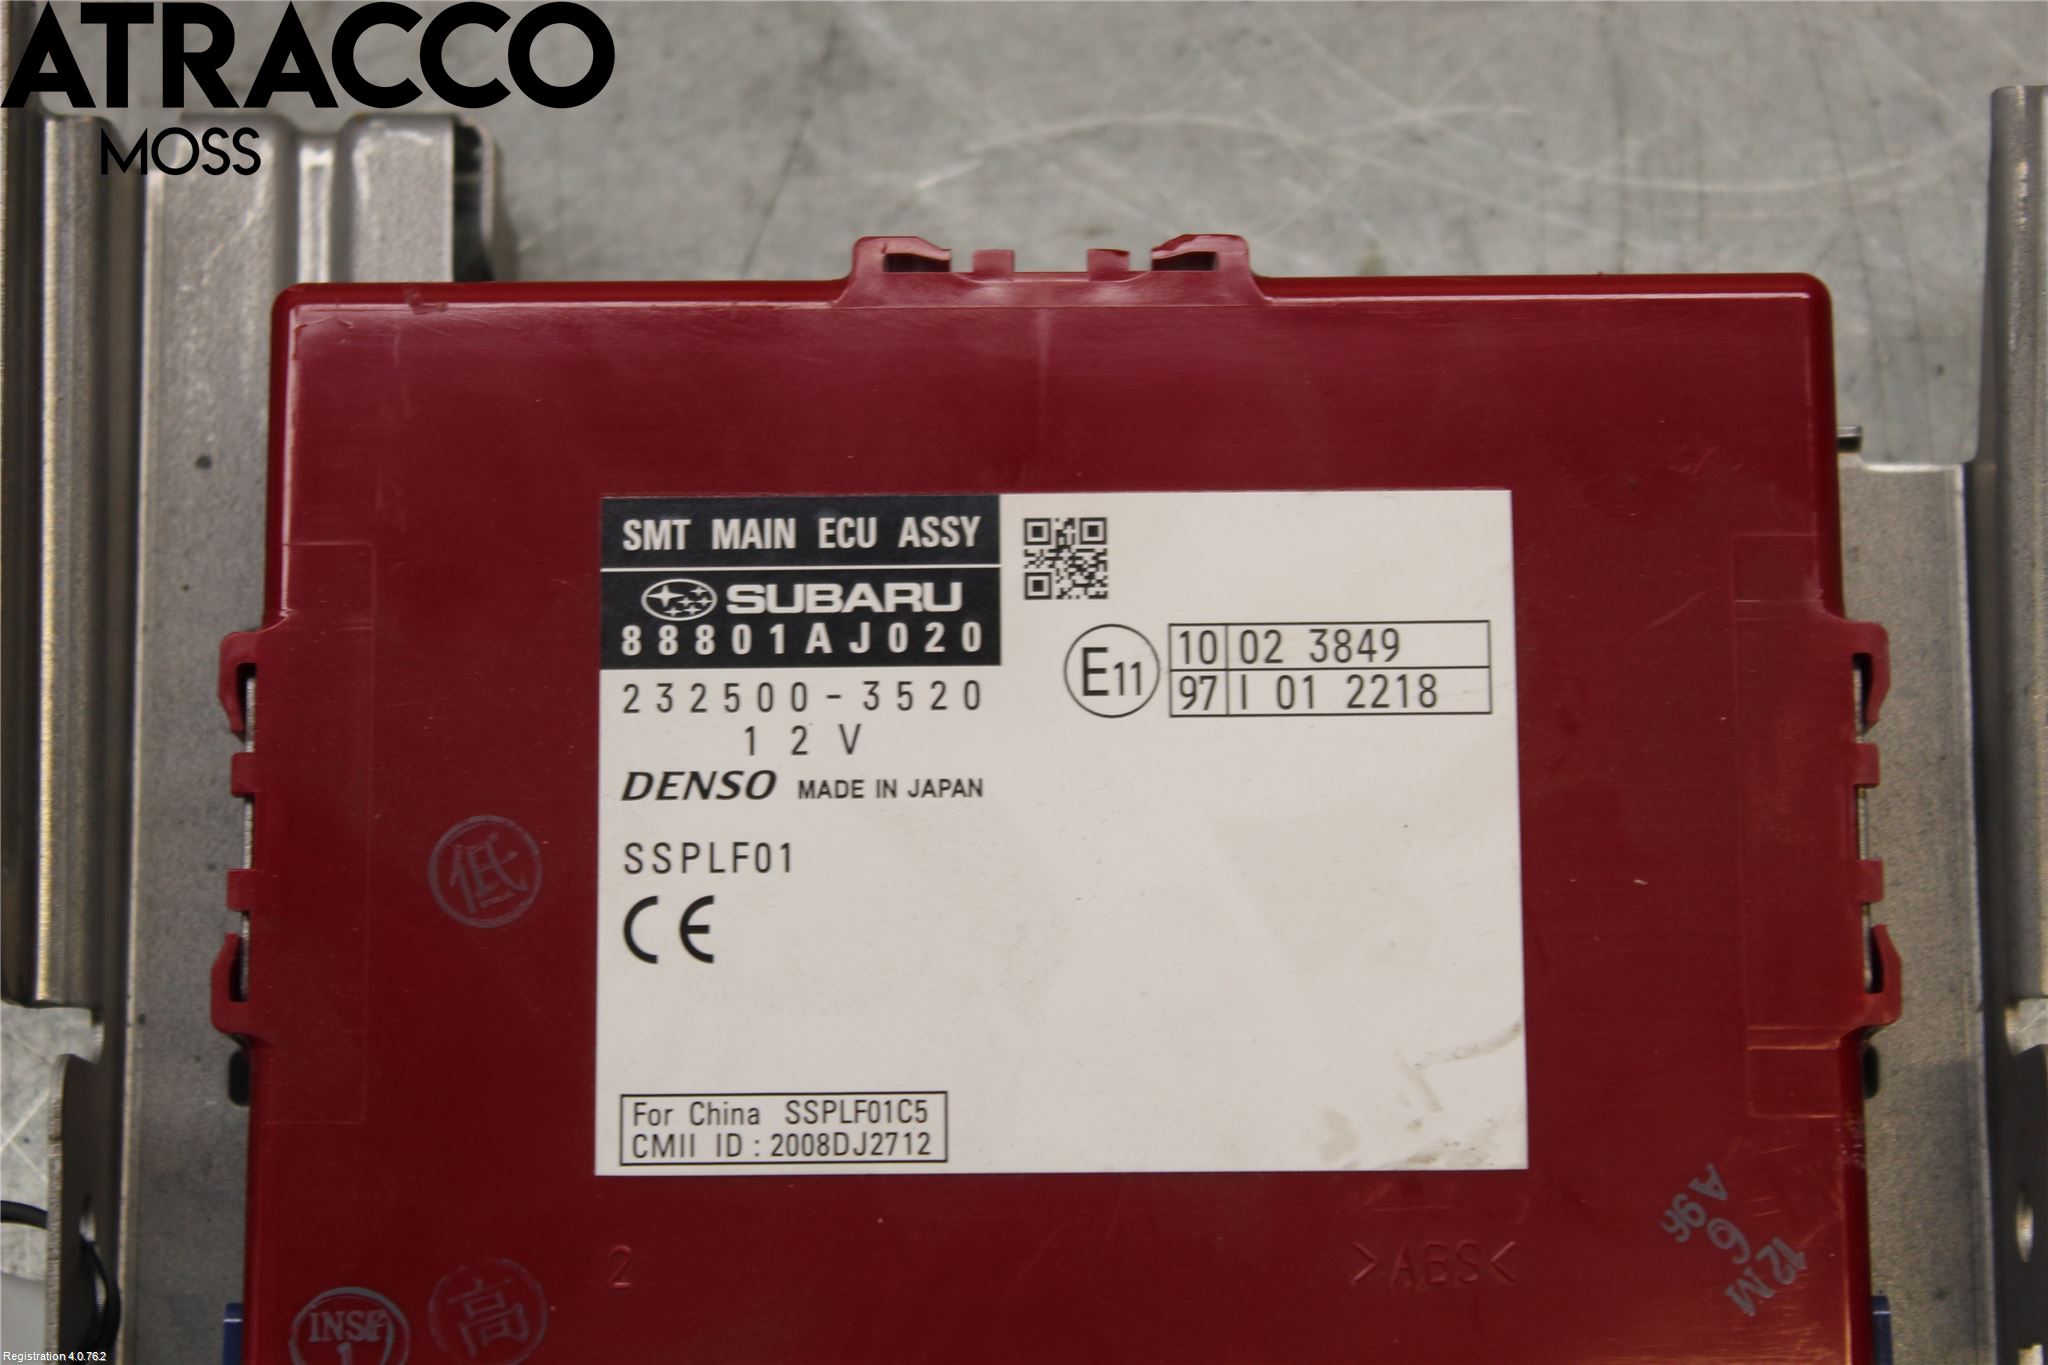 ATRACCO
MOSS
SMT MAIN ECU ASSY
SUBARU
88801AJ020
232500-3520
12V
DENSO MADE IN JAPAN
SSPLF01
CE
E11
10 02 3849
97 I 01 2218
For China SSPLF01C5
CMII ID : 2008DJ2712
低
高
2
>ABS<
A96
12M
Registration 4.0.76.2